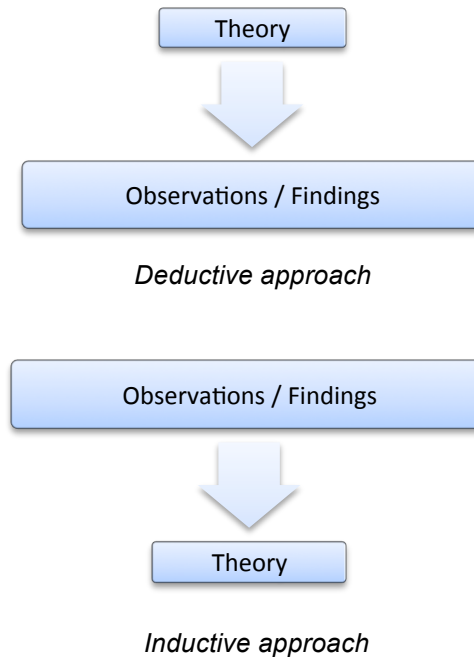 Theory
Observations / Findings
Deductive approach
Observations / Findings
Theory
Inductive approach